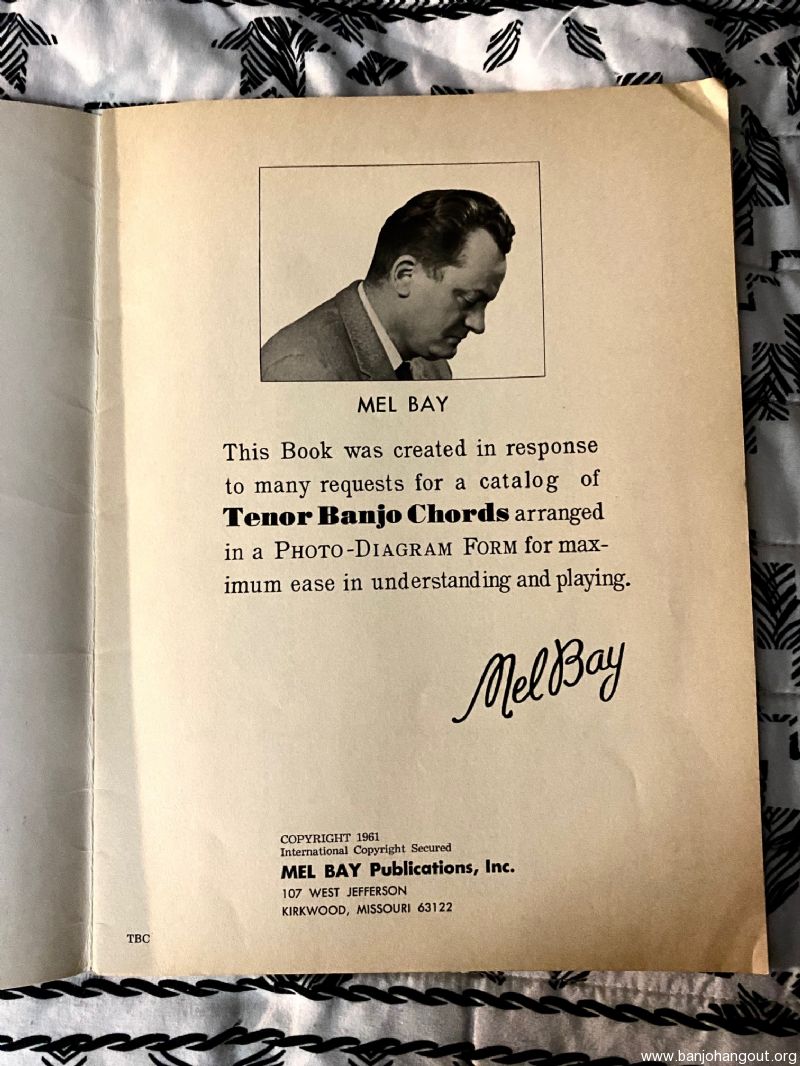 MEL BAY
This Book was created in response
to many requests for a catalog of
Tenor Banjo Chords arranged
in a PHOTO-DIAGRAM FORM for max-
imum ease in understanding and playing.
Mel Bay
COPYRIGHT 1961
International Copyright Secured
MEL BAY Publications, Inc.
107 WEST JEFFERSON
KIRKWOOD, MISSOURI 63122
TBC
www.banjohangout.org